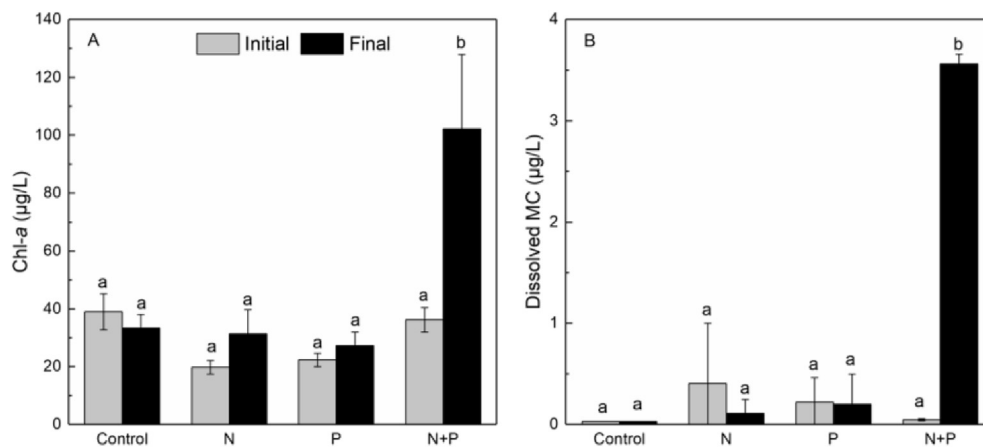 A
Initial
Final
Chl-a (µg/L)
140
120
100
80
60
40
20
0
a
a
a
a
a
a
a
b
Control
N
P
N+P
B
Dissolved MC (µg/L)
4
3
2
1
0
a
a
a
a
a
a
a
b
Control
N
P
N+P